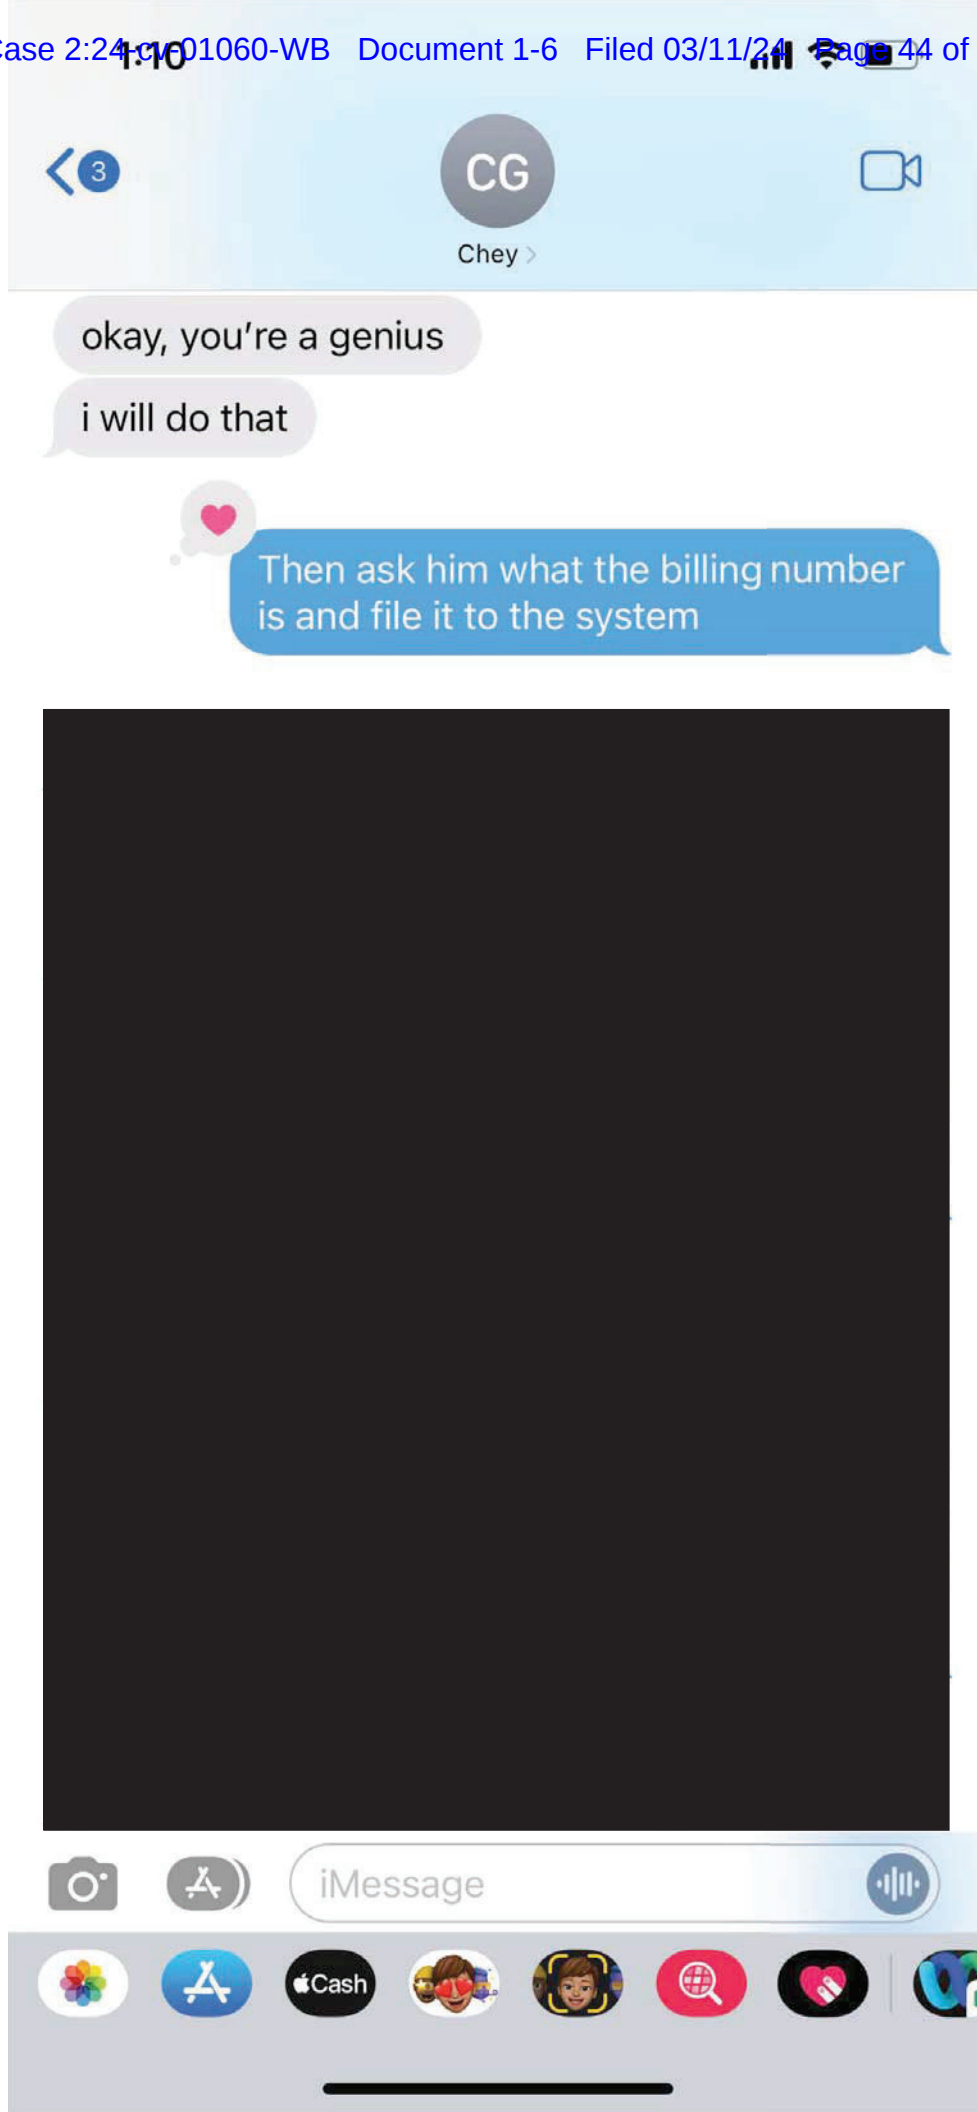 ase 2:24-cv-01060-WB Document 1-6 Filed 03/11/24 Page 44 of
1:10
3
CG
Chey
okay, you're a genius
i will do that
Then ask him what the billing number
is and file it to the system
iMessage
Cash